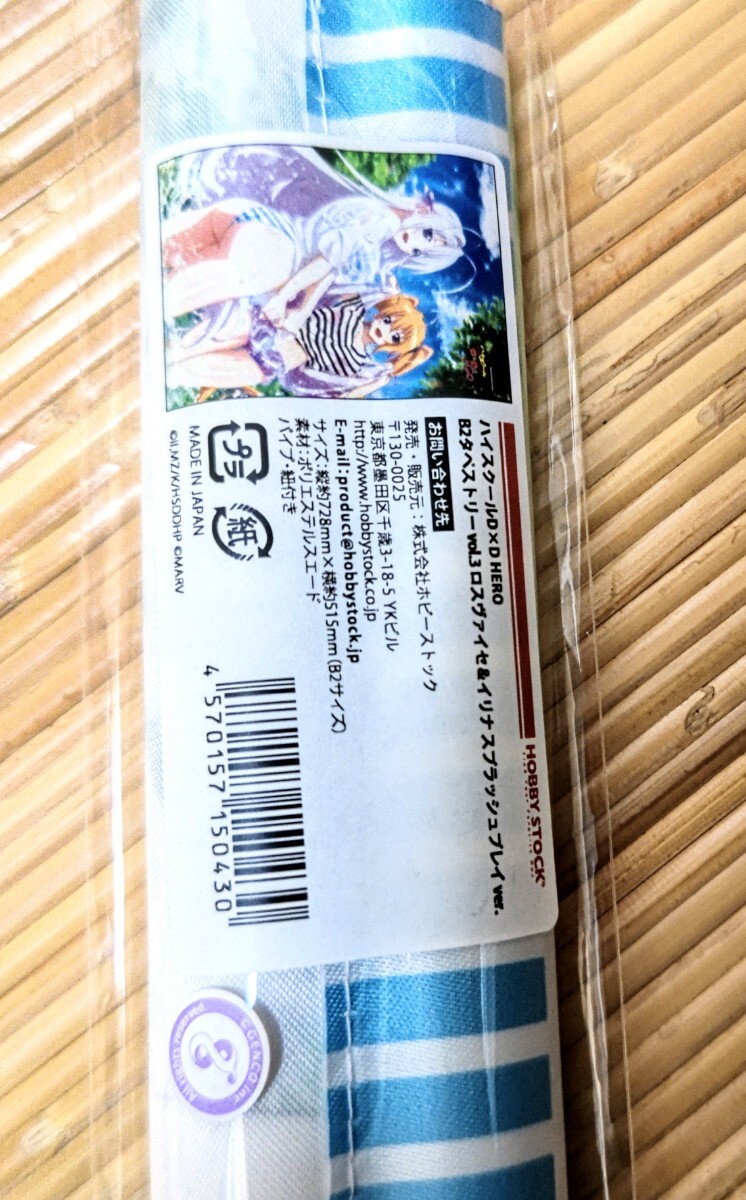 ハイスクールD×D HERO
B2タペストリーvol.3 ロスヴァイセ&イリナ スプラッシュプレイ ver.
HOBBY STOCK
お問い合わせ先
発売・販売元：株式会社ホビーストック
〒130-0025
東京都墨田区千歳3-18-5 YKビル
http://www.hobbystock.co.jp
E-mail:product@hobbystock.jp
サイズ：縦約728mm×横約515mm（B2サイズ）
素材：ポリエステルスエード
パイプ・紐付き
プラ
紙
MADE IN JAPAN
©II,MZ/K/HSDDHP ©MARV
4 570157 150430
EGENCO Inc.